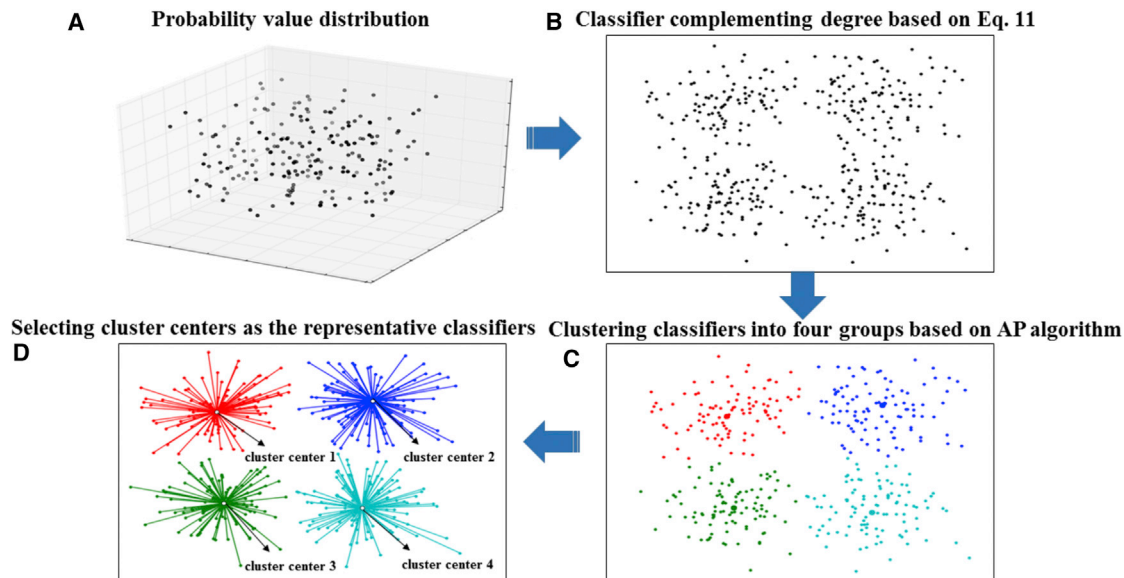 A
Probability value distribution
B
Classifier complementing degree based on Eq. 11
Selecting cluster centers as the representative classifiers
D
cluster center 1
cluster center 2
cluster center 3
cluster center 4
Clustering classifiers into four groups based on AP algorithm
C